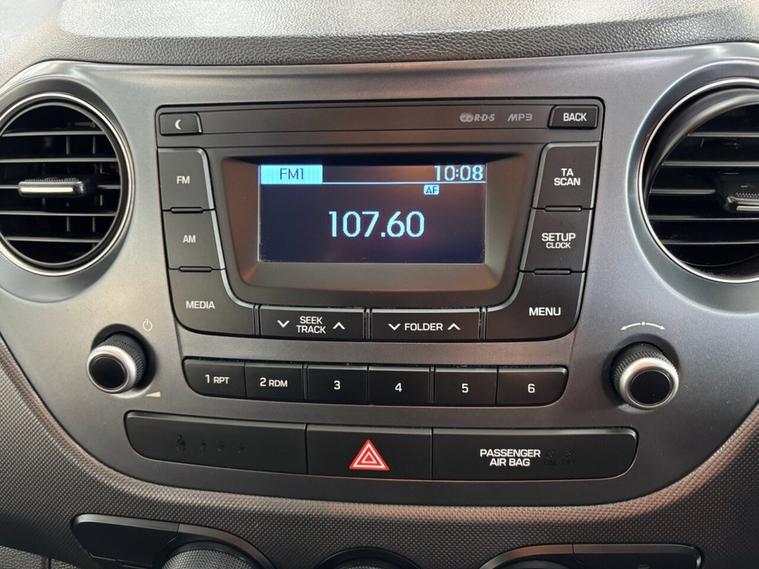 RDS MP3 BACK
FM1 10:08
AF
107.60
FM
AM
MEDIA
TA
SCAN
SETUP
CLOCK
MENU
SEEK
TRACK
FOLDER
1 RPT 2 RDM 3 4 5 6
PASSENGER
AIR BAG